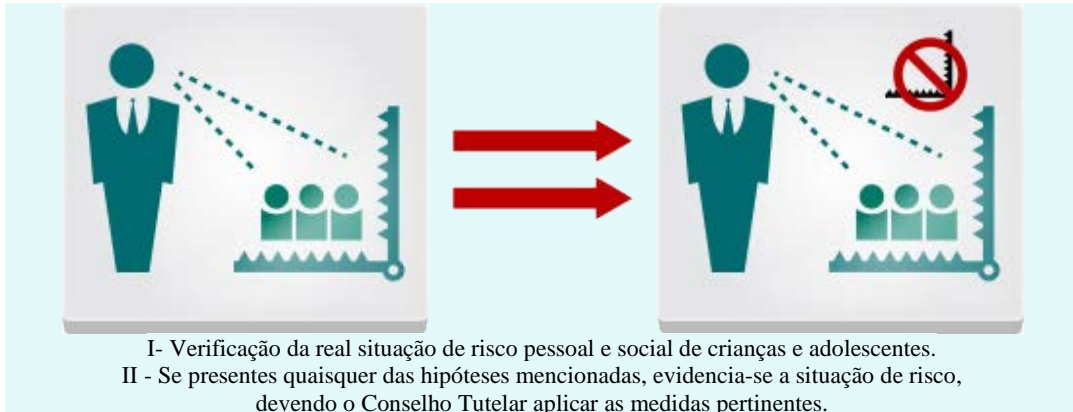 I- Verificação da real situação de risco pessoal e social de crianças e adolescentes.
II - Se presentes quaisquer das hipóteses mencionadas, evidencia-se a situação de risco,
devendo o Conselho Tutelar aplicar as medidas pertinentes.